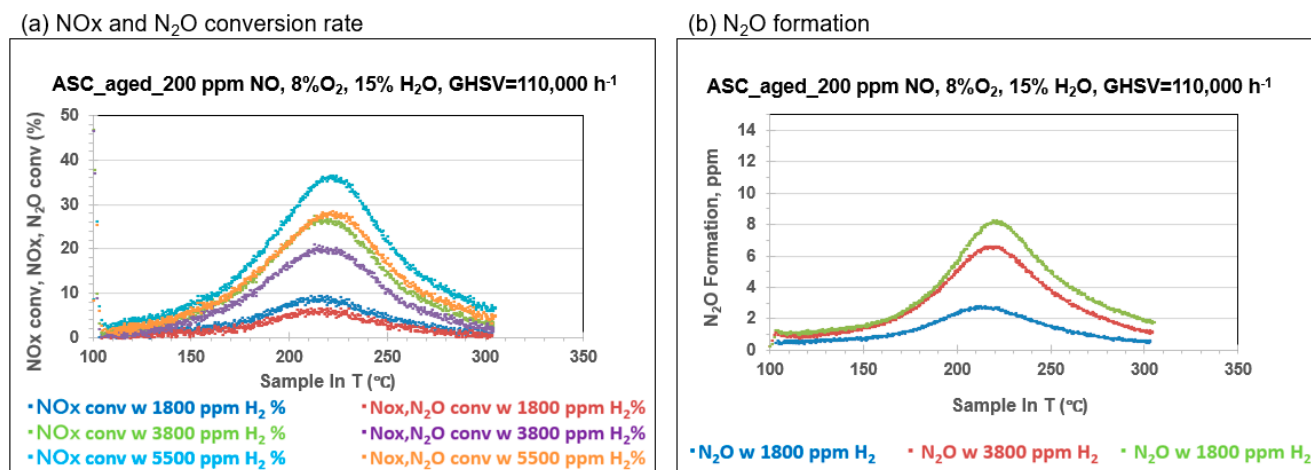 (a) NOx and N₂O conversion rate
ASC_aged_200 ppm NO, 8%O₂, 15% H₂O, GHSV=110,000 h⁻¹
NOx conv, NOx, N₂O conv (%)
50
40
30
20
10
0
100 150 200 250 300 350
Sample In T (℃)
NOx conv w 1800 ppm H₂ %
Nox,N₂O conv w 1800 ppm H₂%
NOx conv w 3800 ppm H₂ %
Nox,N₂O conv w 3800 ppm H₂%
NOx conv w 5500 ppm H₂ %
Nox,N₂O conv w 5500 ppm H₂%
(b) N₂O formation
ASC_aged_200 ppm NO, 8%O₂, 15% H₂O, GHSV=110,000 h⁻¹
N₂O Formation, ppm
14
12
10
8
6
4
2
0
100 150 200 250 300 350
Sample In T (℃)
N₂O w 1800 ppm H₂ N₂O w 3800 ppm H₂ N₂O w 1800 ppm H₂